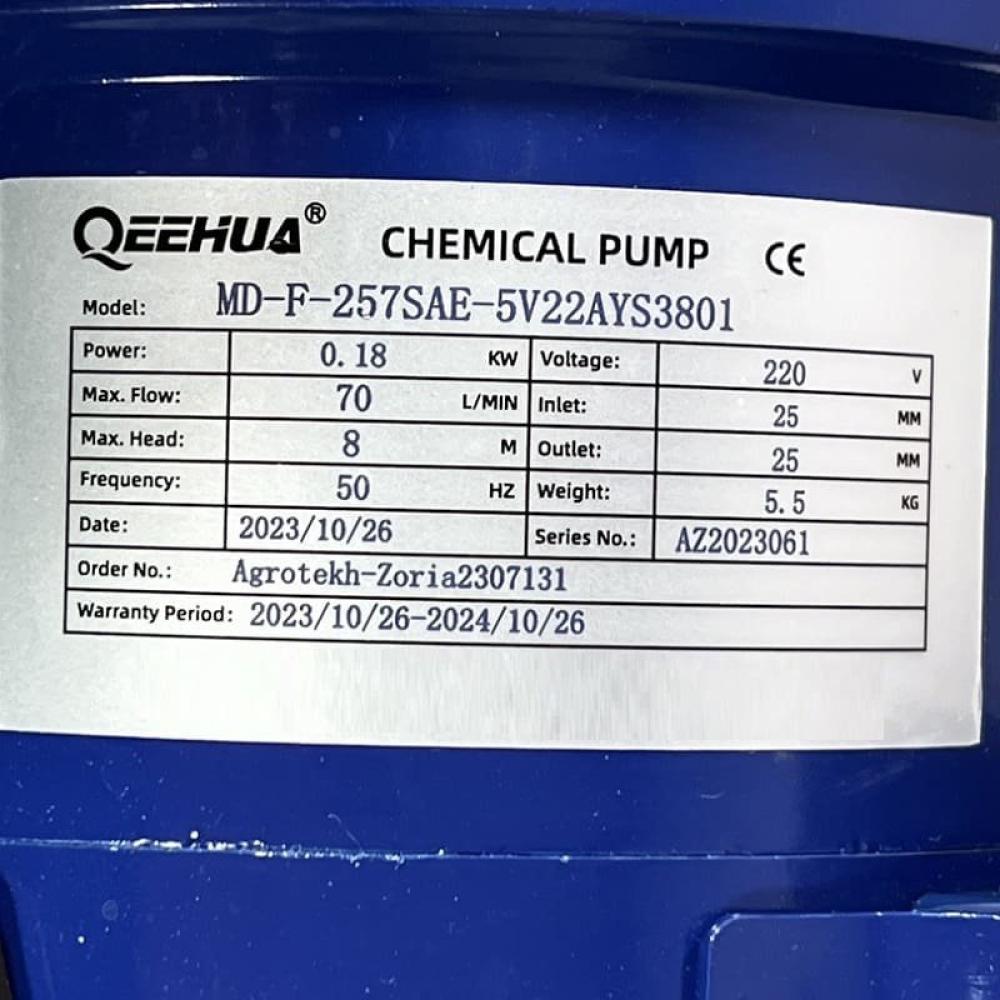 QEEHUA® CHEMICAL PUMP CE
Model: MD-F-257SAE-5V22AYS3801
Power: 0.18 KW Voltage: 220 V
Max. Flow: 70 L/MIN Inlet: 25 MM
Max. Head: 8 M Outlet: 25 MM
Frequency: 50 HZ Weight: 5.5 KG
Date: 2023/10/26 Series No.: AZ2023061
Order No.: Agrotekh-Zoria2307131
Warranty Period: 2023/10/26-2024/10/26